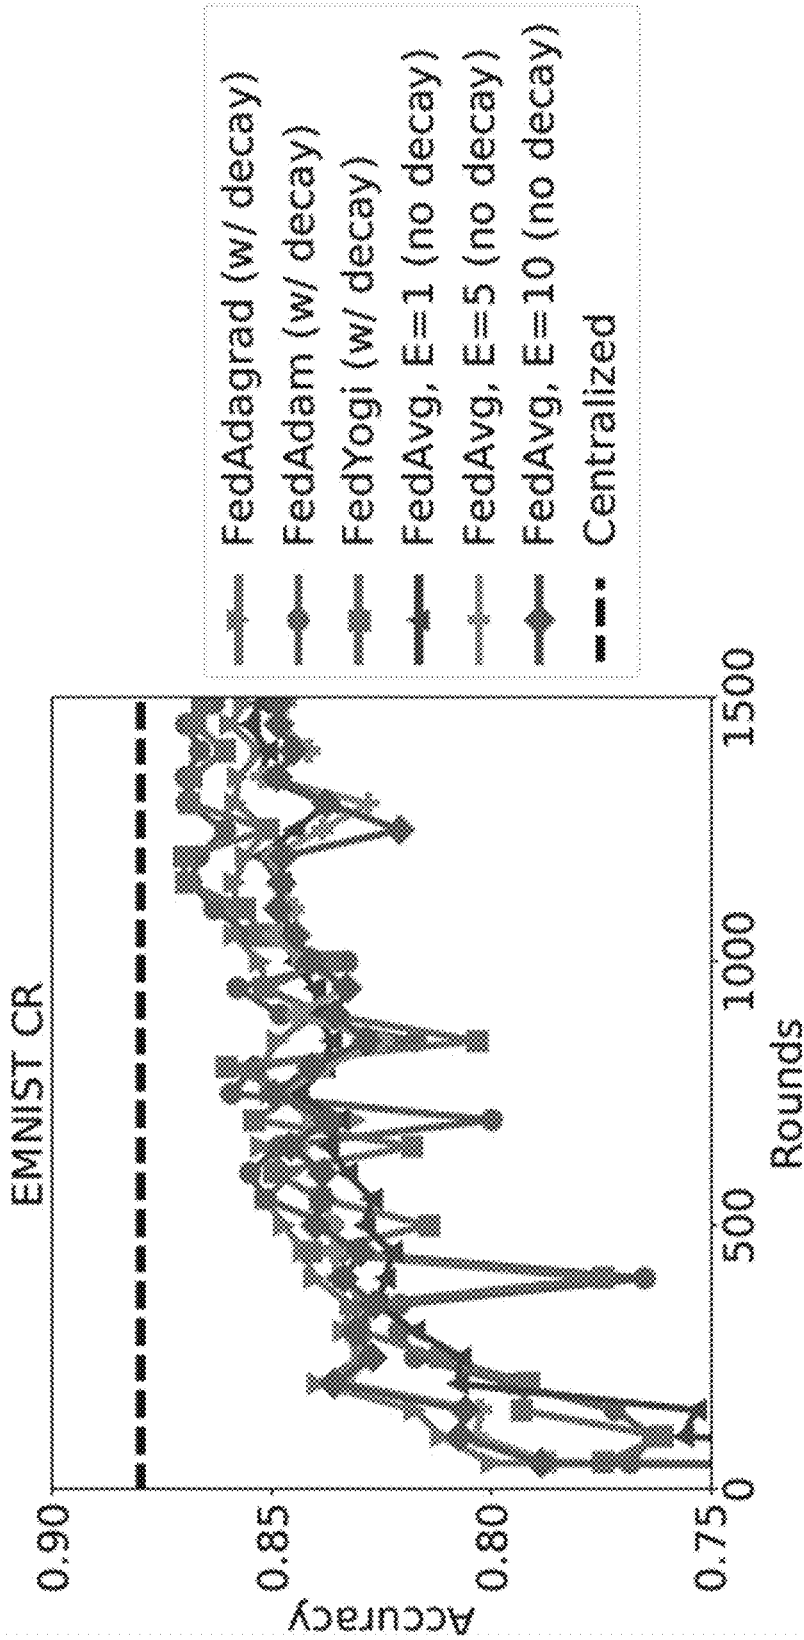 EMNIST CR
0.90
0.85
0.80
0.75
Accuracy
0
500
1000
1500
Rounds
FedAdagrad (w/ decay)
FedAdam (w/ decay)
FedYogi (w/ decay)
FedAvg, E=1 (no decay)
FedAvg, E=5 (no decay)
FedAvg, E=10 (no decay)
Centralized